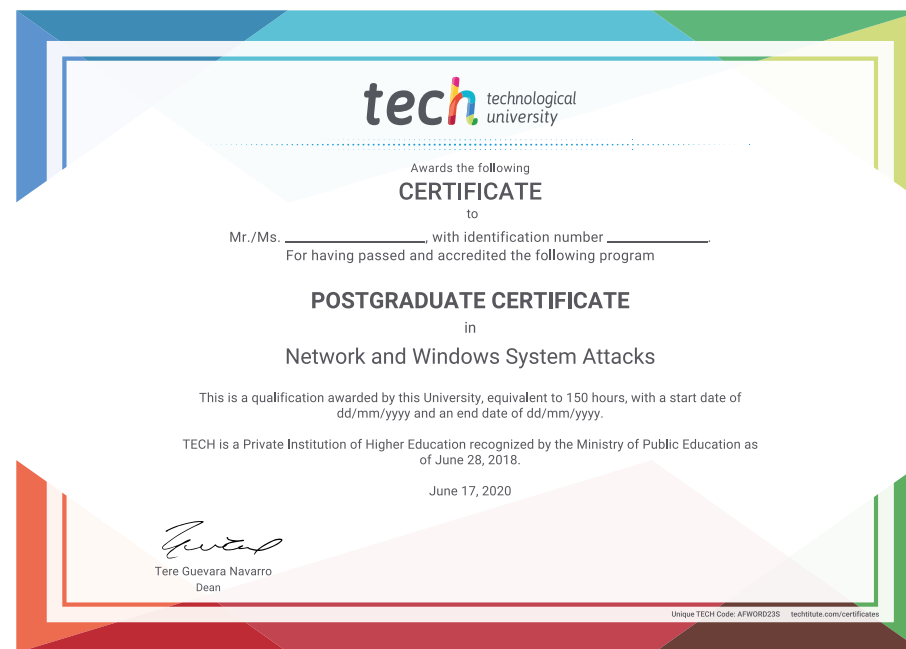 tech technological
university
Awards the following
CERTIFICATE
to
Mr./Ms. ____________________, with identification number ______________.
For having passed and accredited the following program
POSTGRADUATE CERTIFICATE
in
Network and Windows System Attacks
This is a qualification awarded by this University, equivalent to 150 hours, with a start date of
dd/mm/yyyy and an end date of dd/mm/yyyy.
TECH is a Private Institution of Higher Education recognized by the Ministry of Public Education as
of June 28, 2018.
June 17, 2020
Tere Guevara Navarro
Dean
Unique TECH Code: AFWORD23S techtitute.com/certificates